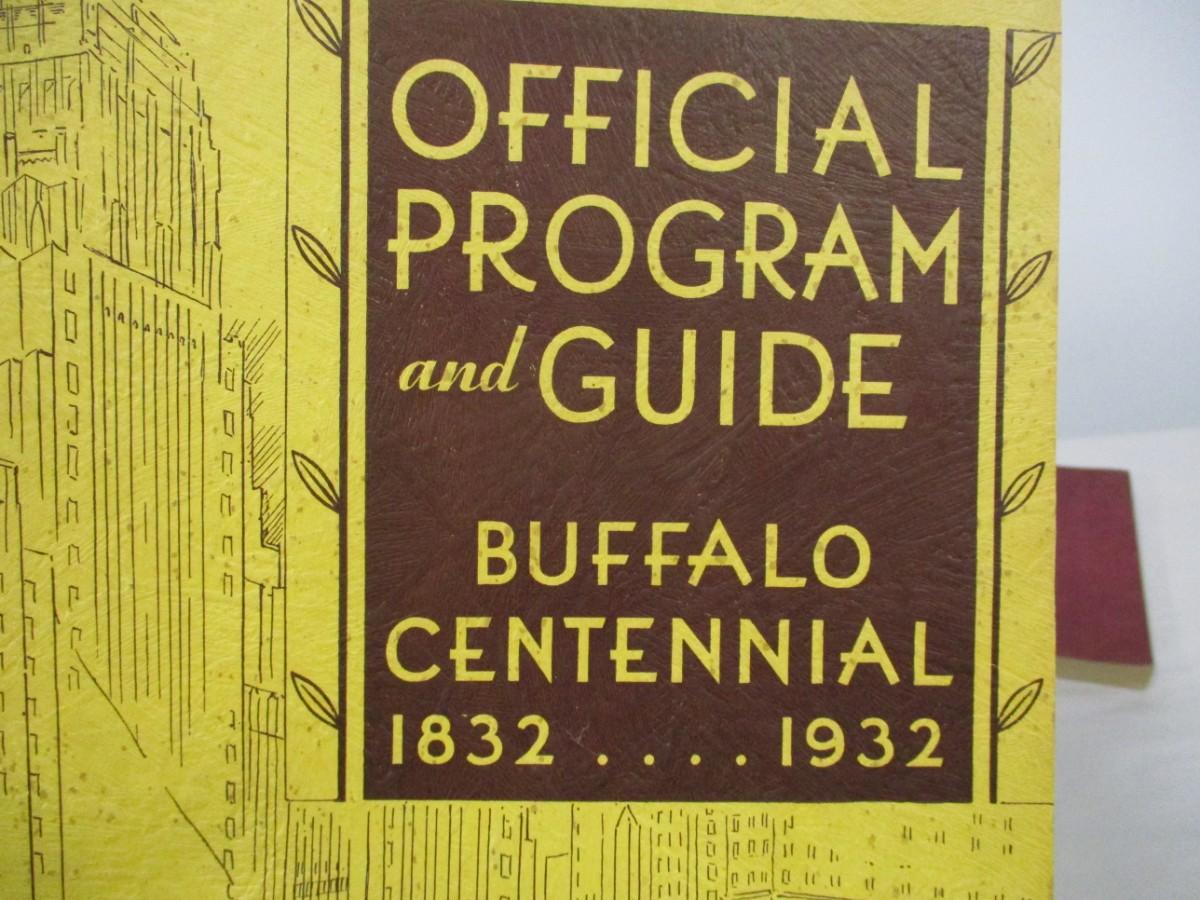 OFFICIAL
PROGRAM
and GUIDE
BUFFALO
CENTENNIAL
1832 . . . . 1932